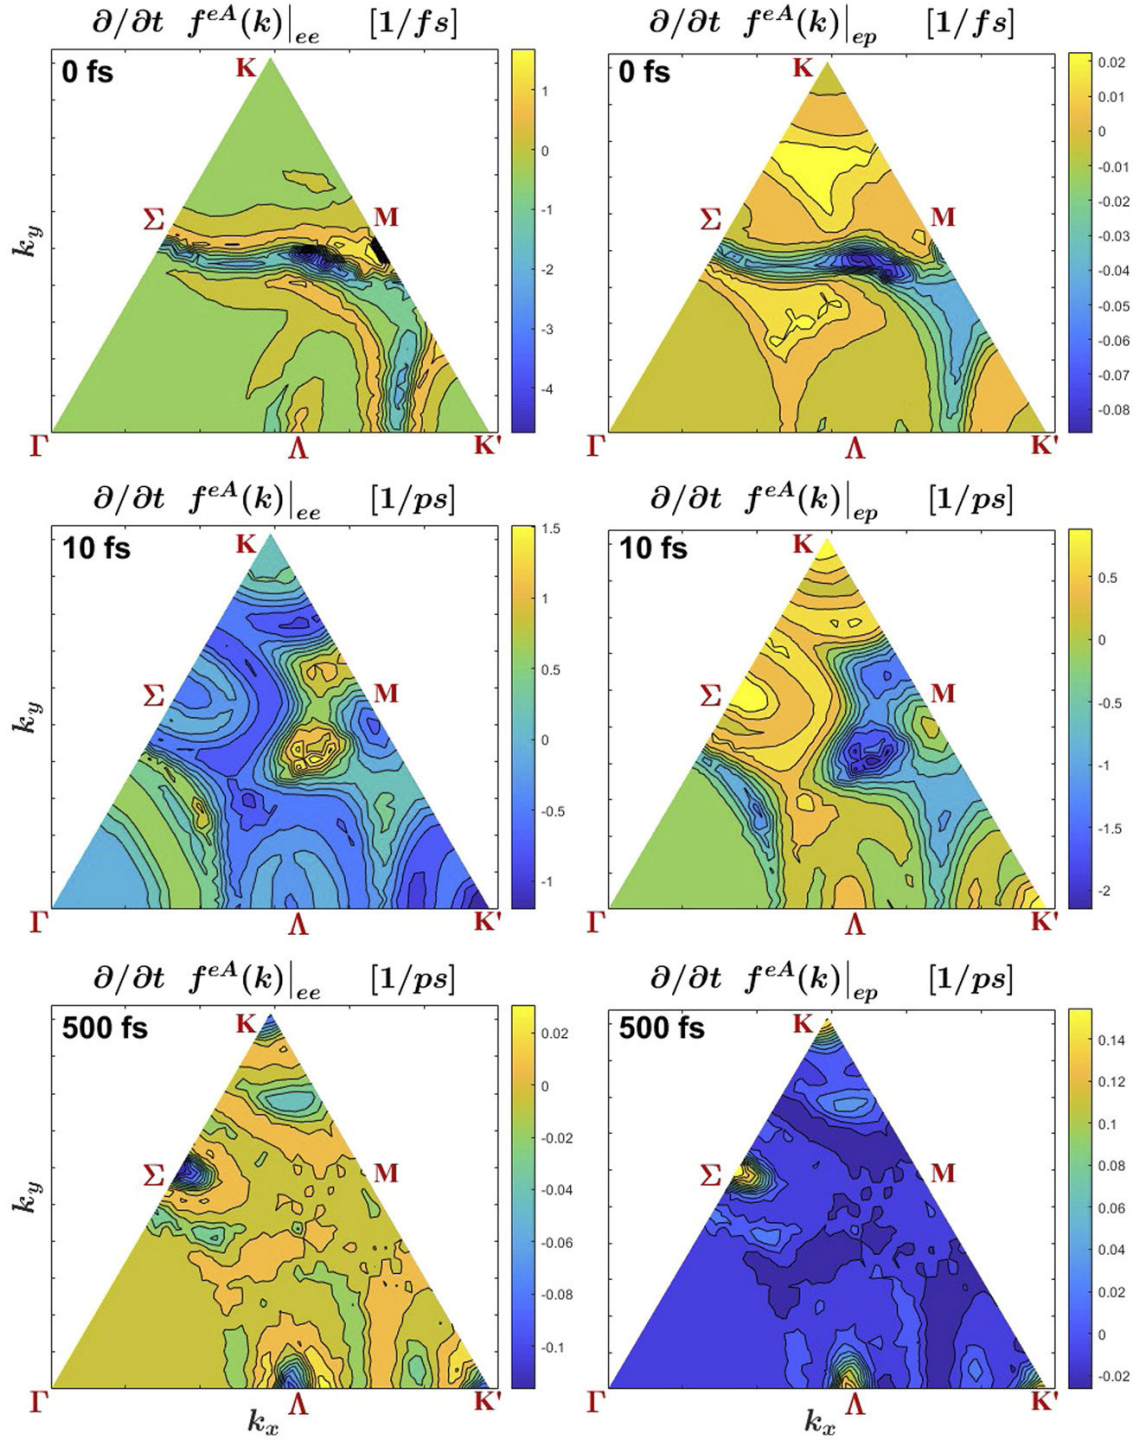 ∂/∂t f^{eA}(k)|_{ee} [1/fs]
0 fs
K
Σ
M
k_y
Γ
Λ
K'
1
0
-1
-2
-3
-4
∂/∂t f^{eA}(k)|_{ep} [1/fs]
0 fs
K
Σ
M
Γ
Λ
K'
0.02
0.01
0
-0.01
-0.02
-0.03
-0.04
-0.05
-0.06
-0.07
-0.08
∂/∂t f^{eA}(k)|_{ee} [1/ps]
10 fs
K
Σ
M
k_y
Γ
Λ
K'
1.5
1
0.5
0
-0.5
-1
∂/∂t f^{eA}(k)|_{ep} [1/ps]
10 fs
K
Σ
M
Γ
Λ
K'
0.5
0
-0.5
-1
-1.5
-2
∂/∂t f^{eA}(k)|_{ee} [1/ps]
500 fs
K
Σ
M
k_y
Γ
Λ
K'
k_x
0.02
0
-0.02
-0.04
-0.06
-0.08
-0.1
∂/∂t f^{eA}(k)|_{ep} [1/ps]
500 fs
K
Σ
M
Γ
Λ
K'
k_x
0.14
0.12
0.1
0.08
0.06
0.04
0.02
0
-0.02